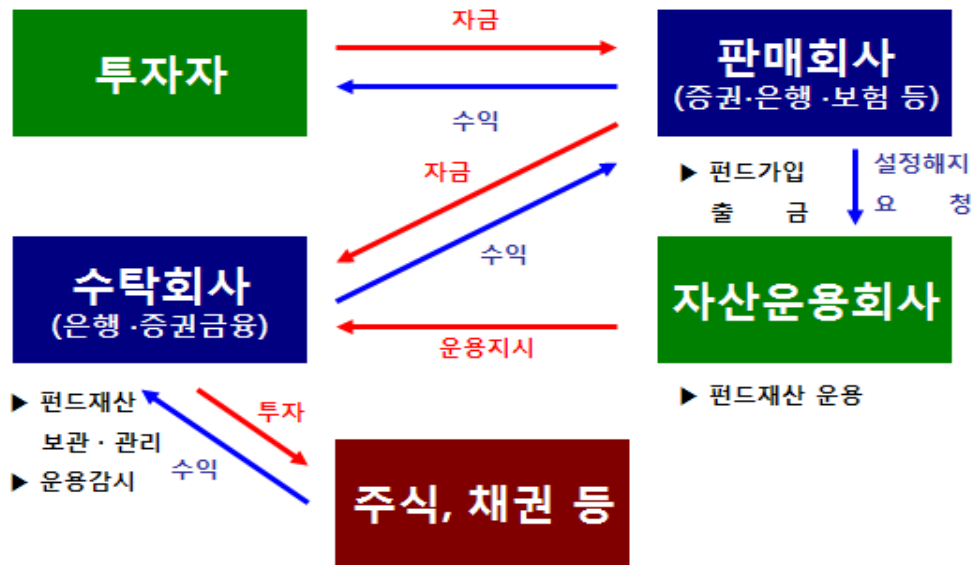 자금
투자자
판매회사
(증권·은행 ·보험 등)
수익
자금
▶ 펀드가입
출 금
설정해지
요 청
수익
수탁회사
(은행 ·증권금융)
자산운용회사
운용지시
▶ 펀드재산
보관 · 관리
▶ 운용감시
투자
수익
▶ 펀드재산 운용
주식, 채권 등